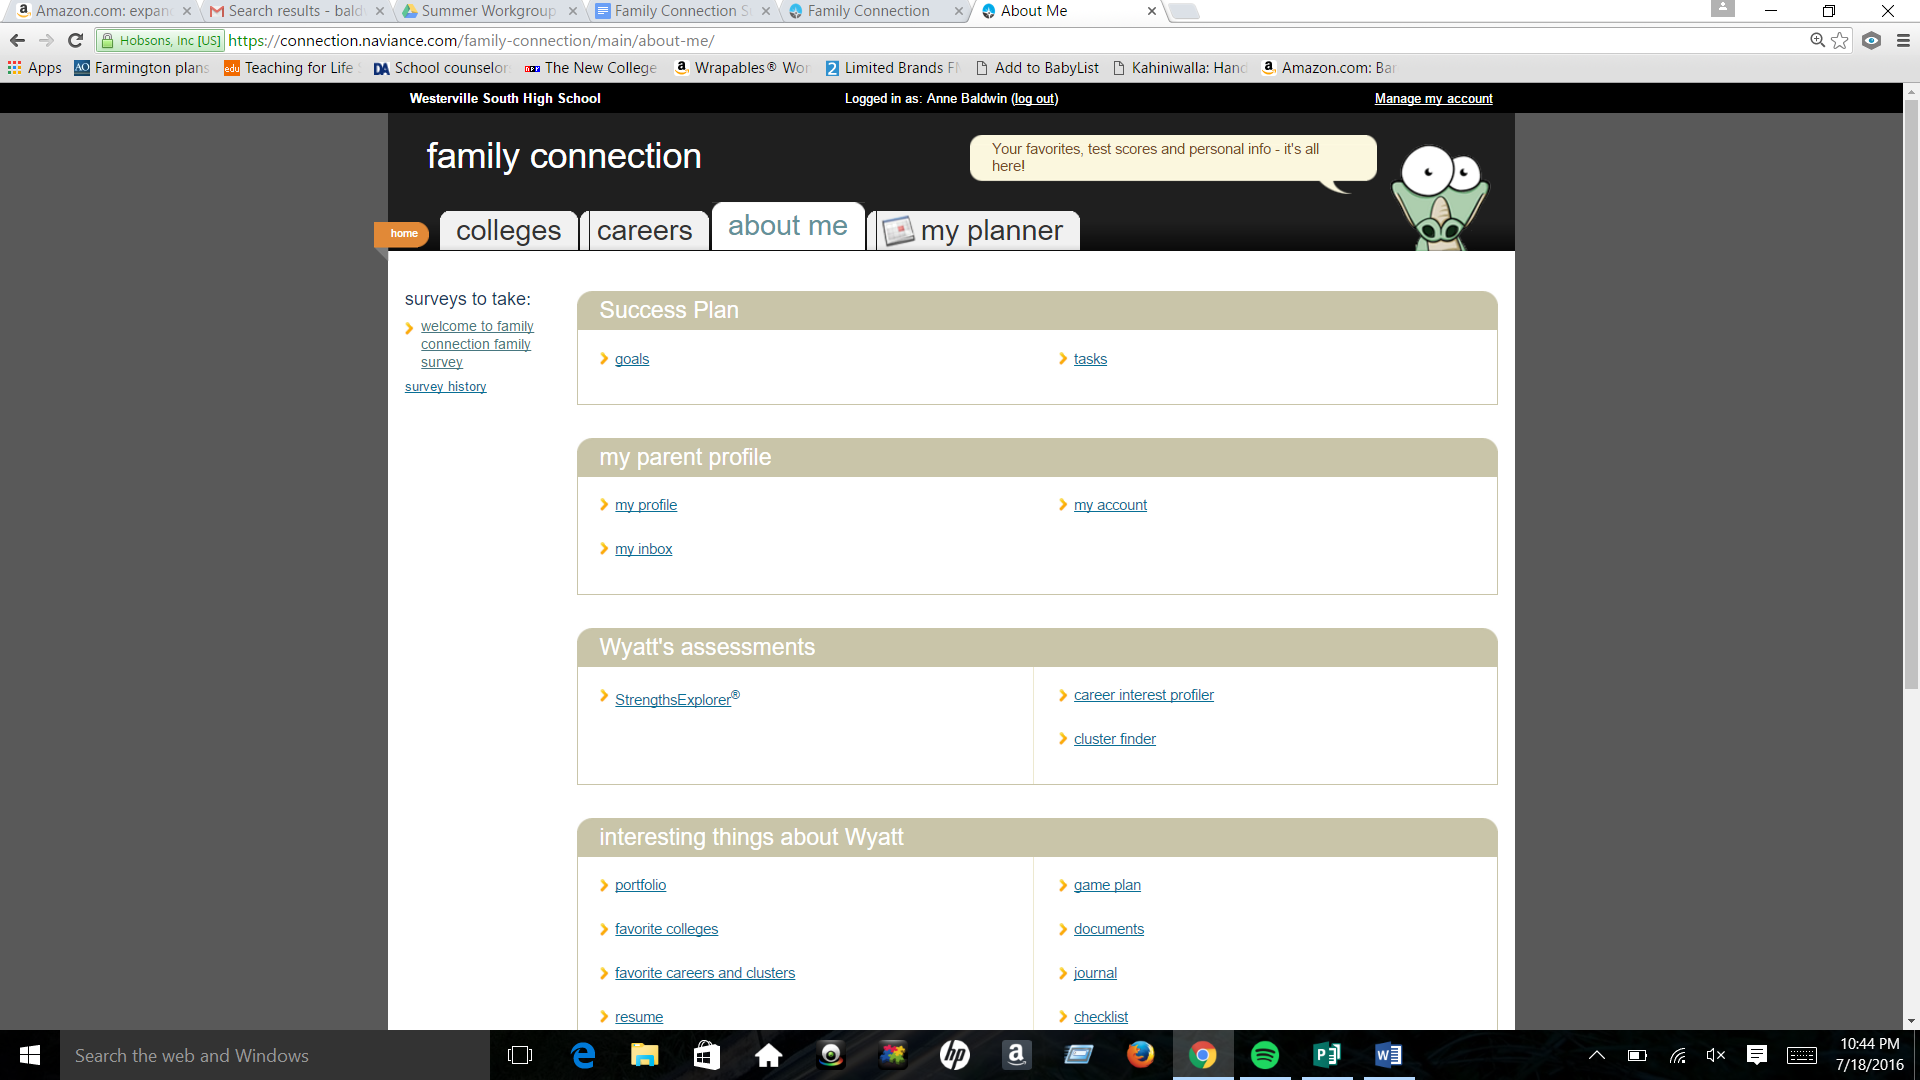 Amazon.com: expan
Search results - bald
Summer Workgroup
Family Connection S
Family Connection
About Me
Hobsons, Inc [US] https://connection.naviance.com/family-connection/main/about-me/
Apps
Farmington plans
Teaching for Life
School counselor
The New College
Wrapables® Wor
Limited Brands F
Add to BabyList
Kahiniwalla: Hand
Amazon.com: Bar
Westerville South High School
Logged in as: Anne Baldwin (log out)
Manage my account
family connection
Your favorites, test scores and personal info - it's all
here!
home
colleges
careers
about me
my planner
surveys to take:
welcome to family
connection family
survey
survey history
Success Plan
goals
tasks
my parent profile
my profile
my account
my inbox
Wyatt's assessments
StrengthsExplorer®
career interest profiler
cluster finder
interesting things about Wyatt
portfolio
game plan
favorite colleges
documents
favorite careers and clusters
journal
resume
checklist
Search the web and Windows
10:44 PM
7/18/2016